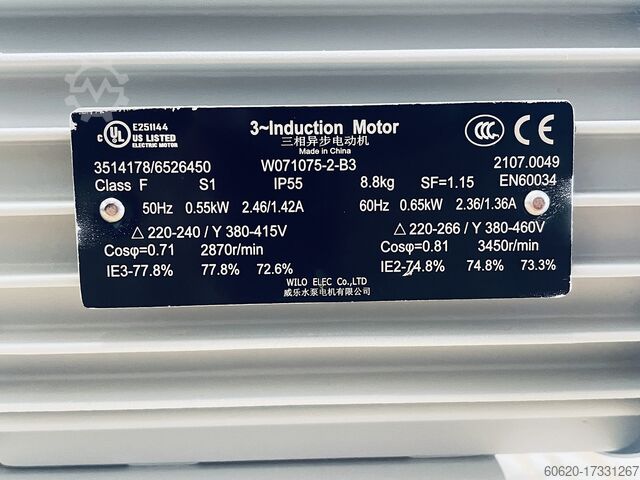 c UL US E251144
LISTED
ELECTRIC MOTOR
3~Induction Motor
三相异步电动机
Made in China
CCC CE
3514178/6526450 W071075-2-B3 2107.0049
Class F S1 IP55 8.8kg SF=1.15 EN60034
50Hz 0.55kW 2.46/1.42A 60Hz 0.65kW 2.36/1.36A
△ 220-240 / Y 380-415V △ 220-266 / Y 380-460V
Cosφ=0.71 2870r/min Cosφ=0.81 3450r/min
IE3-77.8% 77.8% 72.6% IE2-74.8% 74.8% 73.3%
WILO ELEC Co.,LTD
威乐水泵电机有限公司
60620-17331267